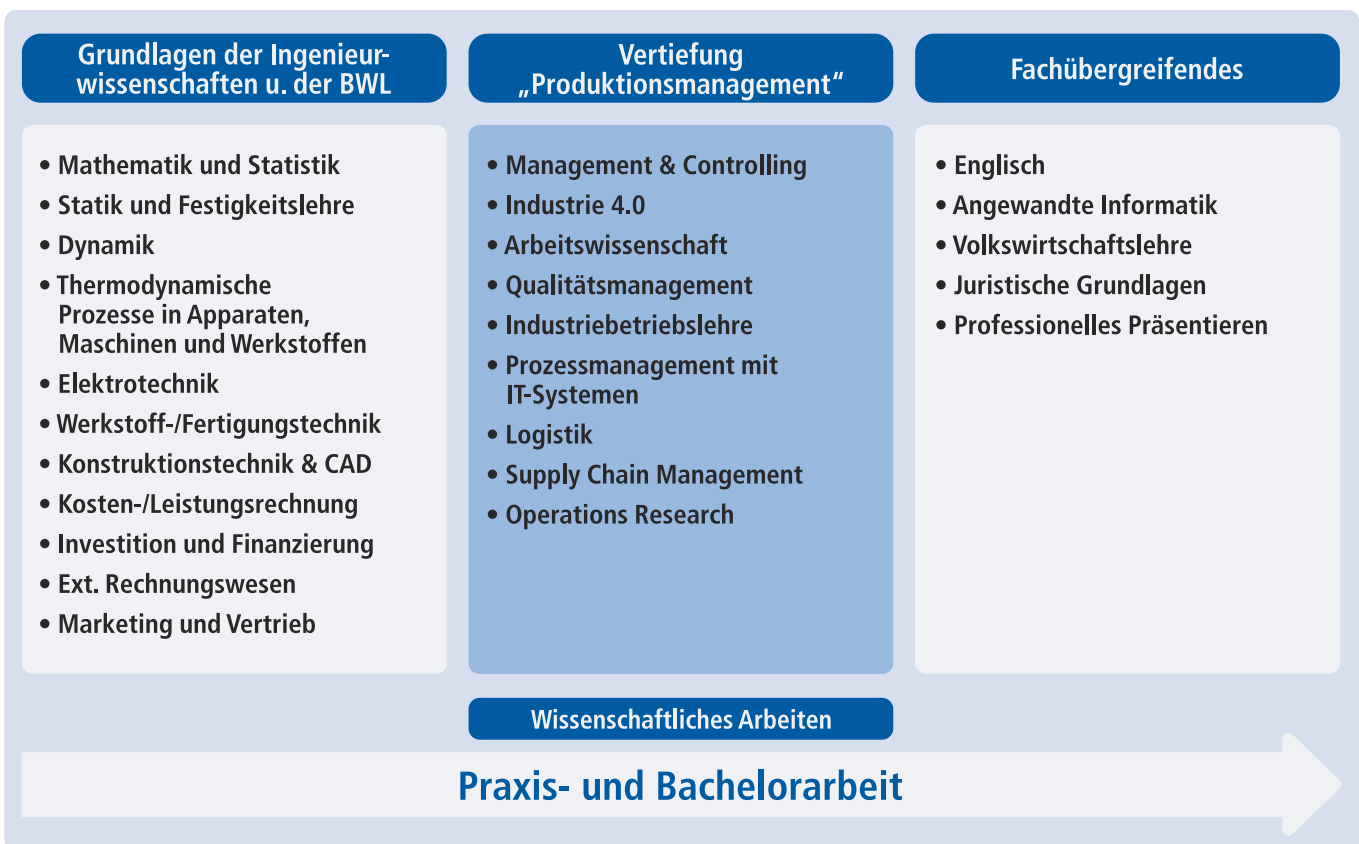 Grundlagen der Ingenieur-
wissenschaften u. der BWL
• Mathematik und Statistik
• Statik und Festigkeitslehre
• Dynamik
• Thermodynamische
Prozesse in Apparaten,
Maschinen und Werkstoffen
• Elektrotechnik
• Werkstoff-/Fertigungstechnik
• Konstruktionstechnik & CAD
• Kosten-/Leistungsrechnung
• Investition und Finanzierung
• Ext. Rechnungswesen
• Marketing und Vertrieb
Vertiefung
„Produktionsmanagement“
• Management & Controlling
• Industrie 4.0
• Arbeitswissenschaft
• Qualitätsmanagement
• Industriebetriebslehre
• Prozessmanagement mit
IT-Systemen
• Logistik
• Supply Chain Management
• Operations Research
Fachübergreifendes
• Englisch
• Angewandte Informatik
• Volkswirtschaftslehre
• Juristische Grundlagen
• Professionelles Präsentieren
Wissenschaftliches Arbeiten
Praxis- und Bachelorarbeit